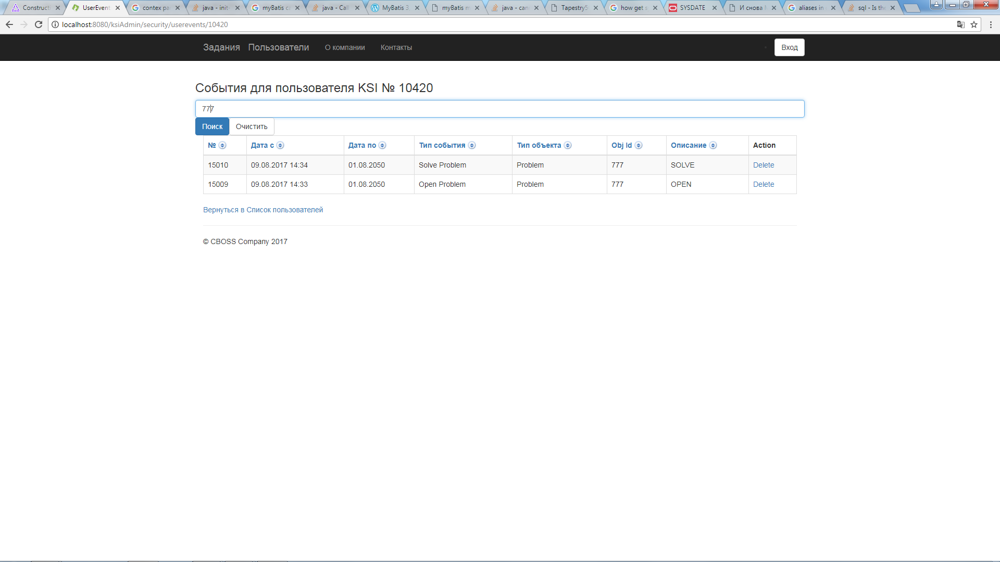 Construct
UserEvent
contex pa
java - init-
myBatis ca
java - Call
MyBatis 3
myBatis m
java - can
Tapestry5
how get s
SYSDATE
И снова
aliases in
sql - Is the
localhost:8080/ksiAdmin/security/userevents/10420
Задания Пользователи О компании Контакты Вход
События для пользователя KSI № 10420
777
Поиск Очистить
№ Дата с Дата по Тип события Тип объекта Obj Id Описание Action
15010 09.08.2017 14:34 01.08.2050 Solve Problem Problem 777 SOLVE Delete
15009 09.08.2017 14:33 01.08.2050 Open Problem Problem 777 OPEN Delete
Вернуться в Список пользователей
© CBOSS Company 2017